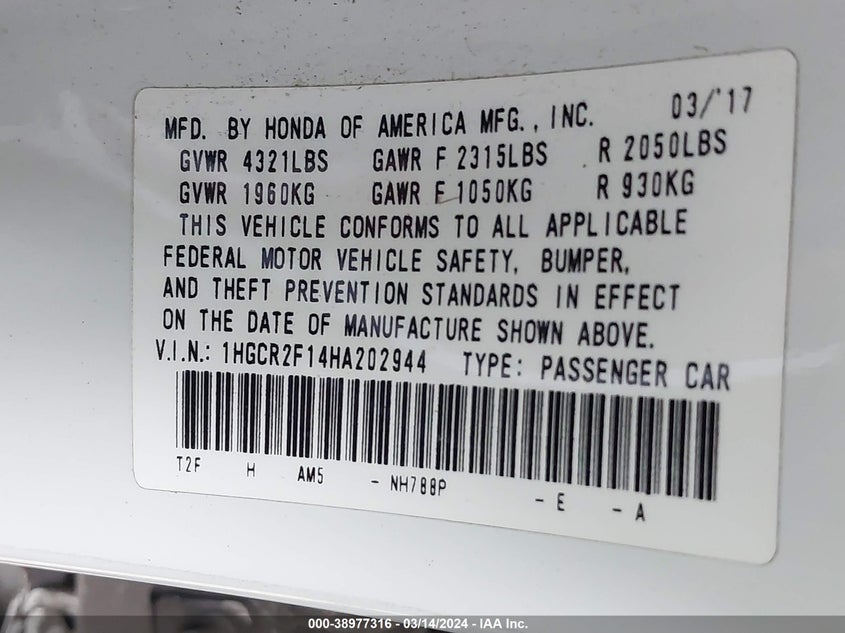 MFD. BY HONDA OF AMERICA MFG., INC. 03/'17
GVWR 4321LBS GAWR F 2315LBS R 2050LBS
GVWR 1960KG GAWR F 1050KG R 930KG
THIS VEHICLE CONFORMS TO ALL APPLICABLE
FEDERAL MOTOR VEHICLE SAFETY, BUMPER,
AND THEFT PREVENTION STANDARDS IN EFFECT
ON THE DATE OF MANUFACTURE SHOWN ABOVE.
V.I.N.: 1HGCR2F14HA202944 TYPE: PASSENGER CAR
T2F H AM5 - NH788P - E - A
000-38977316 - 03/14/2024 - IAA Inc.